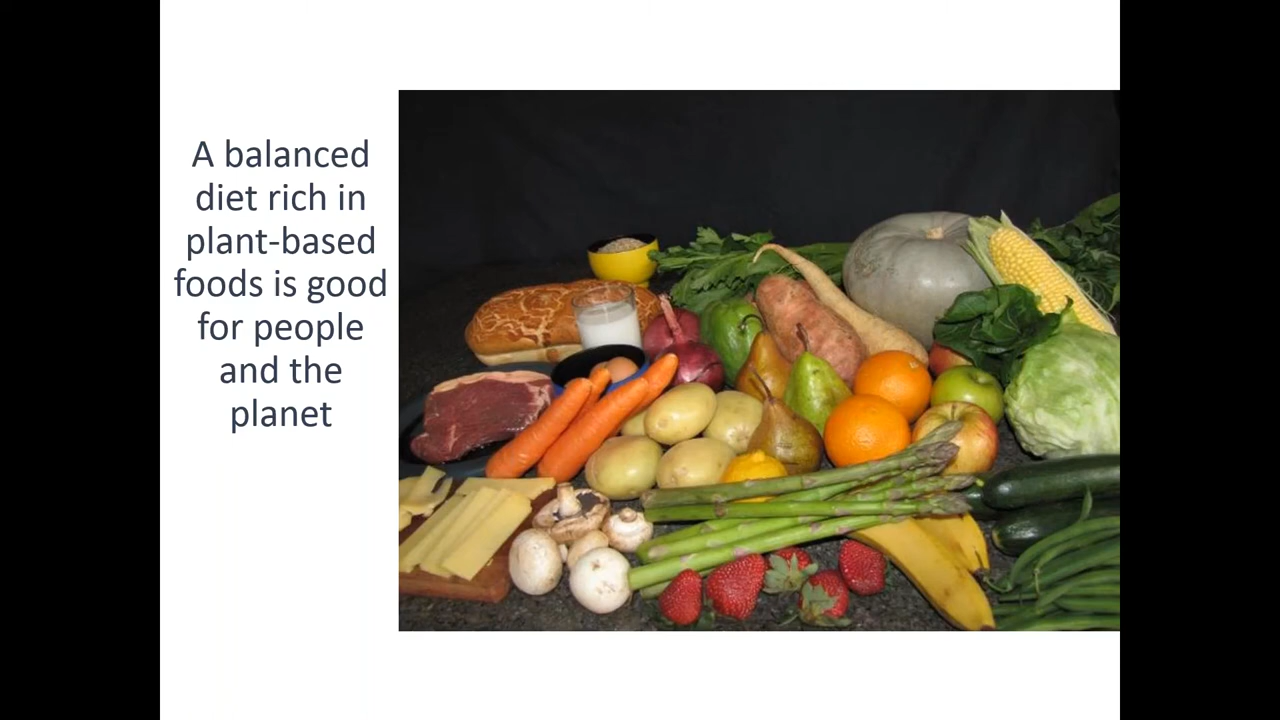 A balanced
diet rich in
plant-based
foods is good
for people
and the
planet